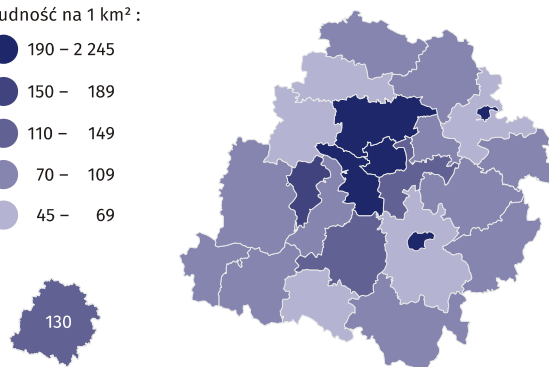 udność na 1 km² :
190 – 2 245
150 – 189
110 – 149
70 – 109
45 – 69
130